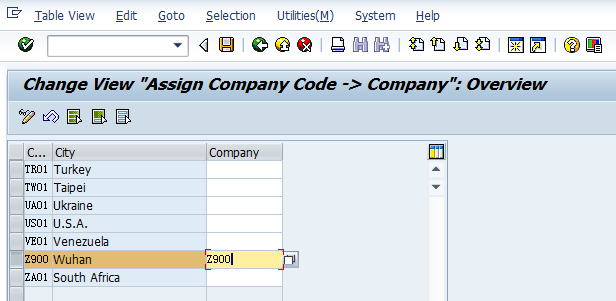 Table View Edit Goto Selection Utilities(M) System Help
Change View "Assign Company Code -> Company": Overview
C... City Company
TR01 Turkey
TW01 Taipei
UA01 Ukraine
US01 U.S.A.
VE01 Venezuela
Z900 Wuhan Z900
ZA01 South Africa